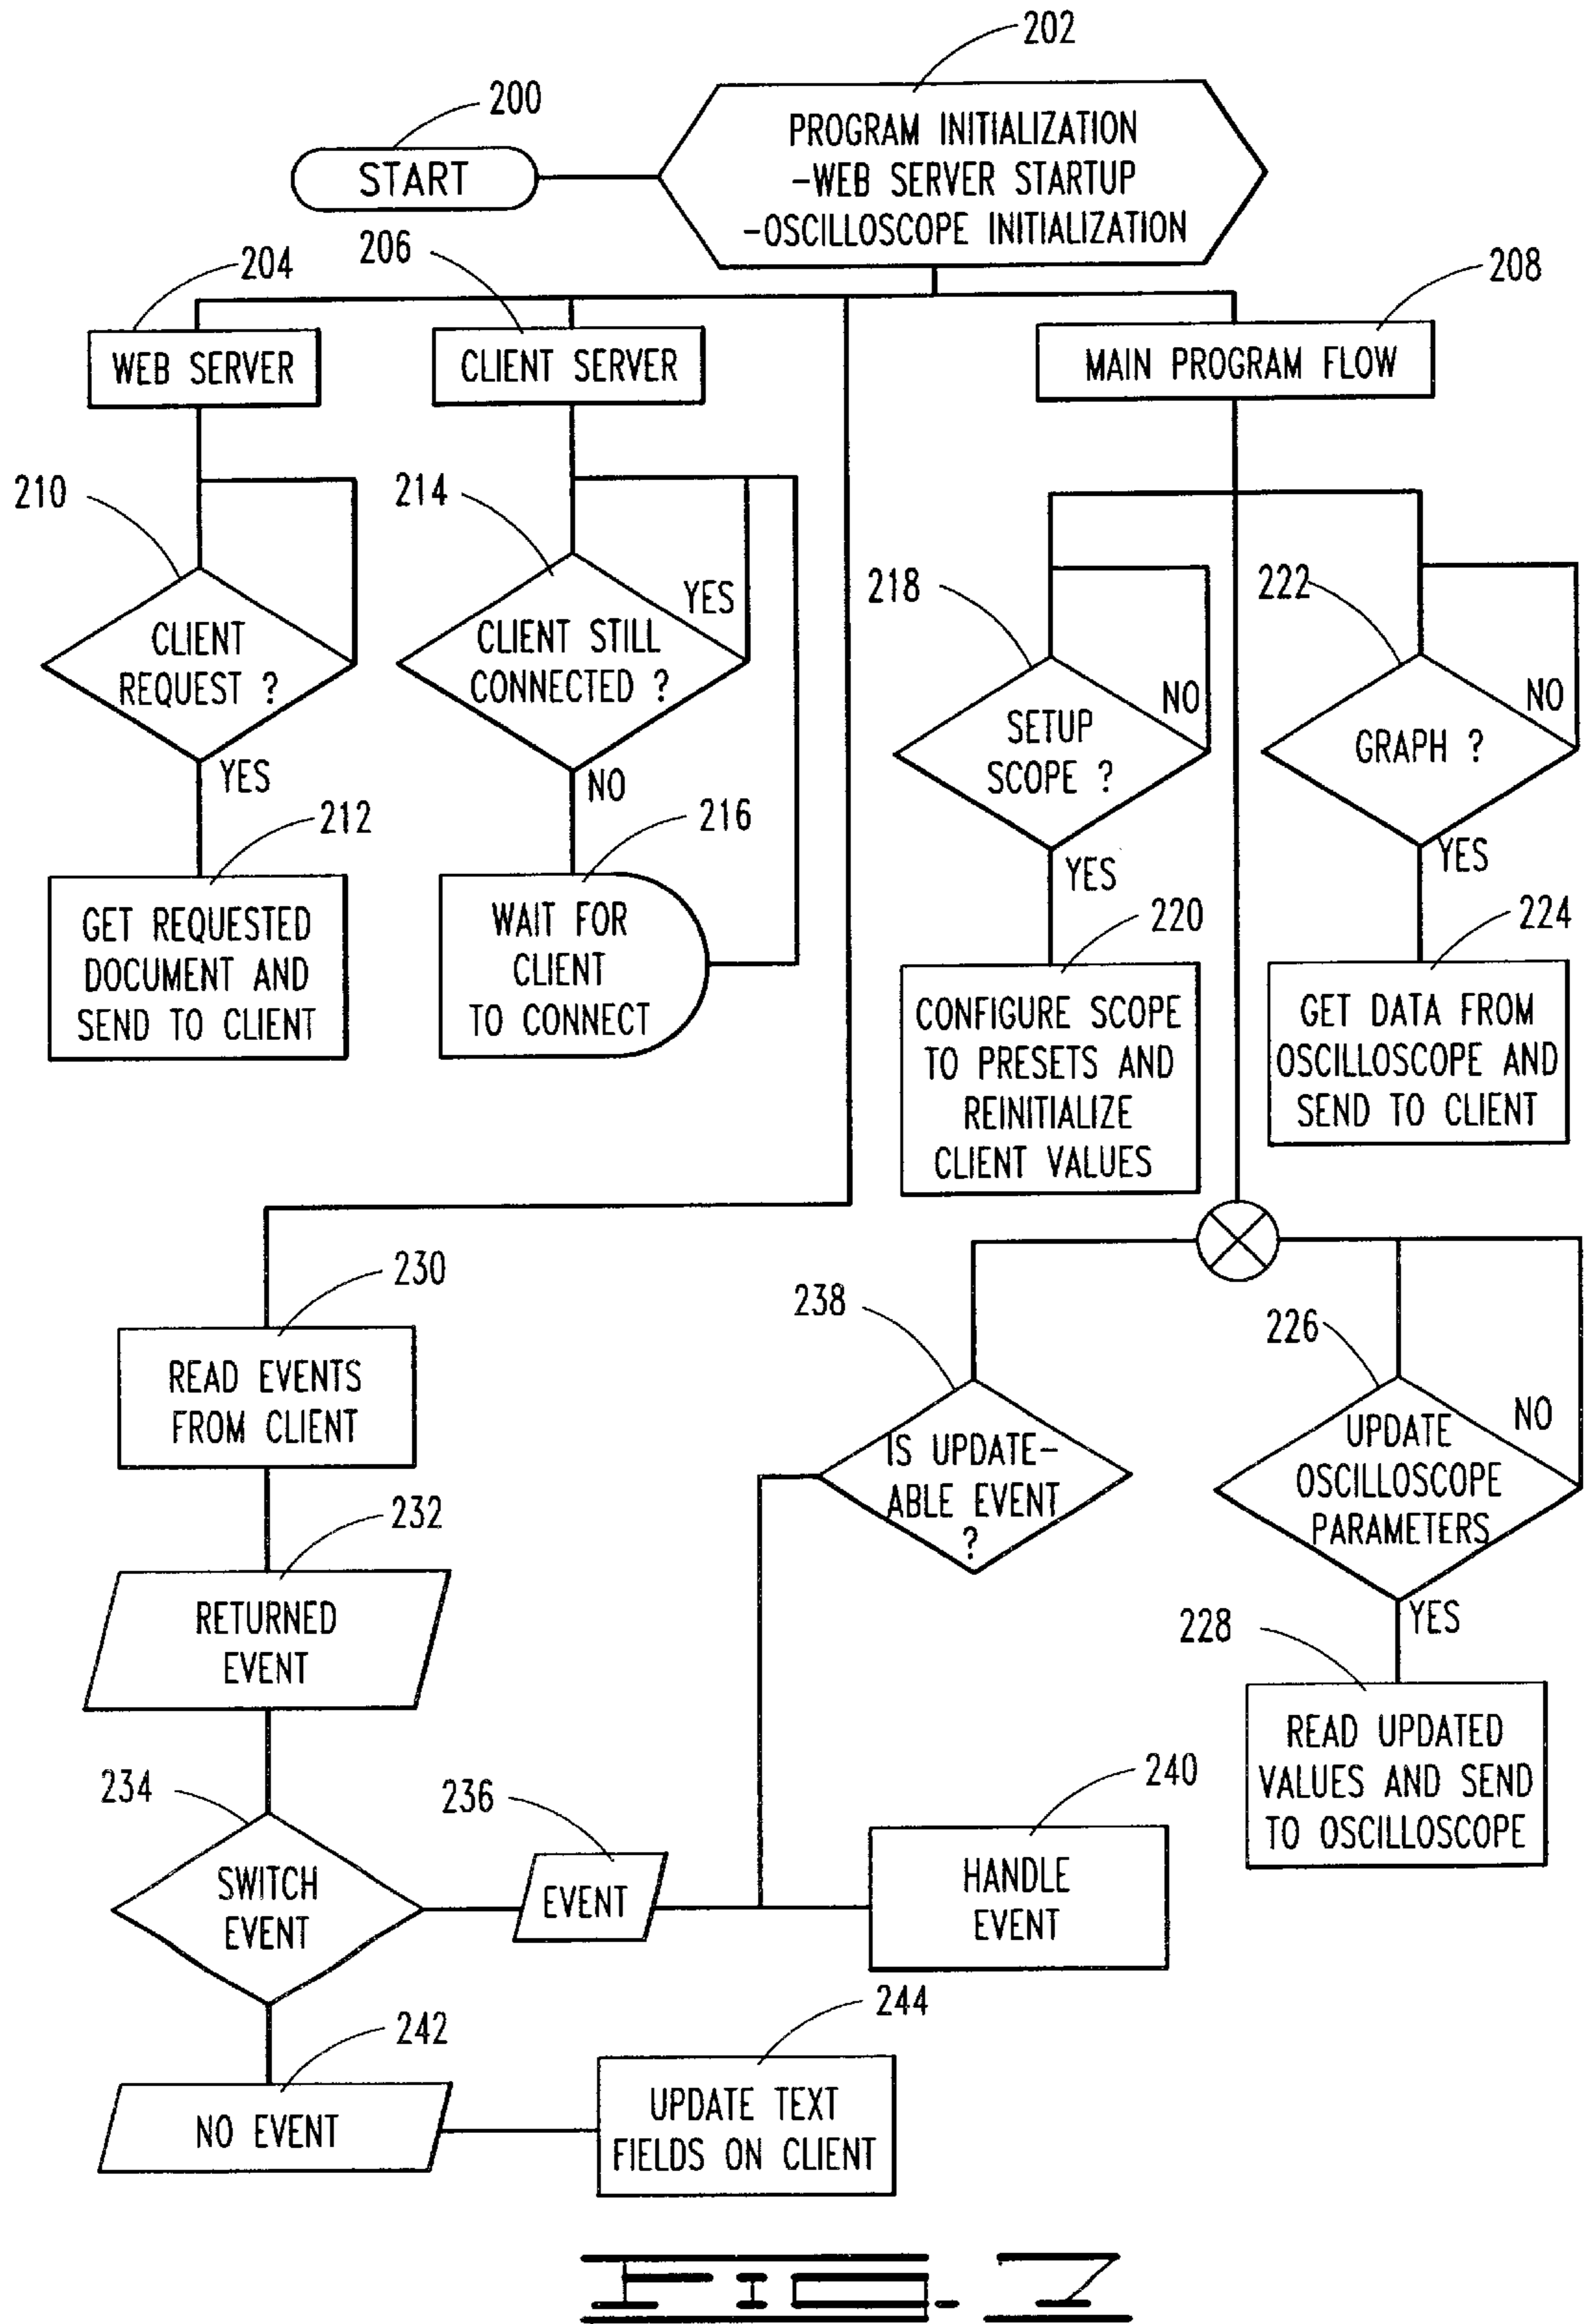 202
200
PROGRAM INITIALIZATION
START
-WEB SERVER STARTUP
-OSCILLOSCOPE INITIALIZATION
204
206
208
WEB SERVER
CLIENT SERVER
MAIN PROGRAM FLOW
210
CLIENT
REQUEST ?
YES
212
GET REQUESTED
DOCUMENT AND
SEND TO CLIENT
214
YES
CLIENT STILL
CONNECTED ?
NO
216
WAIT FOR
CLIENT
TO CONNECT
218
NO
SETUP
SCOPE ?
YES
220
CONFIGURE SCOPE
TO PRESETS AND
REINITIALIZE
CLIENT VALUES
222
NO
GRAPH ?
YES
224
GET DATA FROM
OSCILLOSCOPE AND
SEND TO CLIENT
230
READ EVENTS
FROM CLIENT
232
RETURNED
EVENT
234
SWITCH
EVENT
236
EVENT
238
IS UPDATE-
ABLE EVENT
?
226
NO
UPDATE
OSCILLOSCOPE
PARAMETERS
YES
228
READ UPDATED
VALUES AND SEND
TO OSCILLOSCOPE
240
HANDLE
EVENT
242
NO EVENT
244
UPDATE TEXT
FIELDS ON CLIENT
FIG. 7